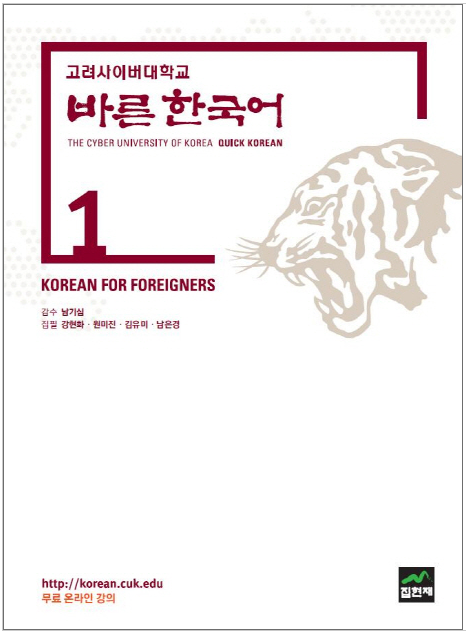 고려사이버대학교
바른 한국어
THE CYBER UNIVERSITY OF KOREA QUICK KOREAN
1
KOREAN FOR FOREIGNERS
감수 남기심
집필 강현화 · 원미진 · 김유미 · 남은경
http://korean.cuk.edu
무료 온라인 강의
집현재